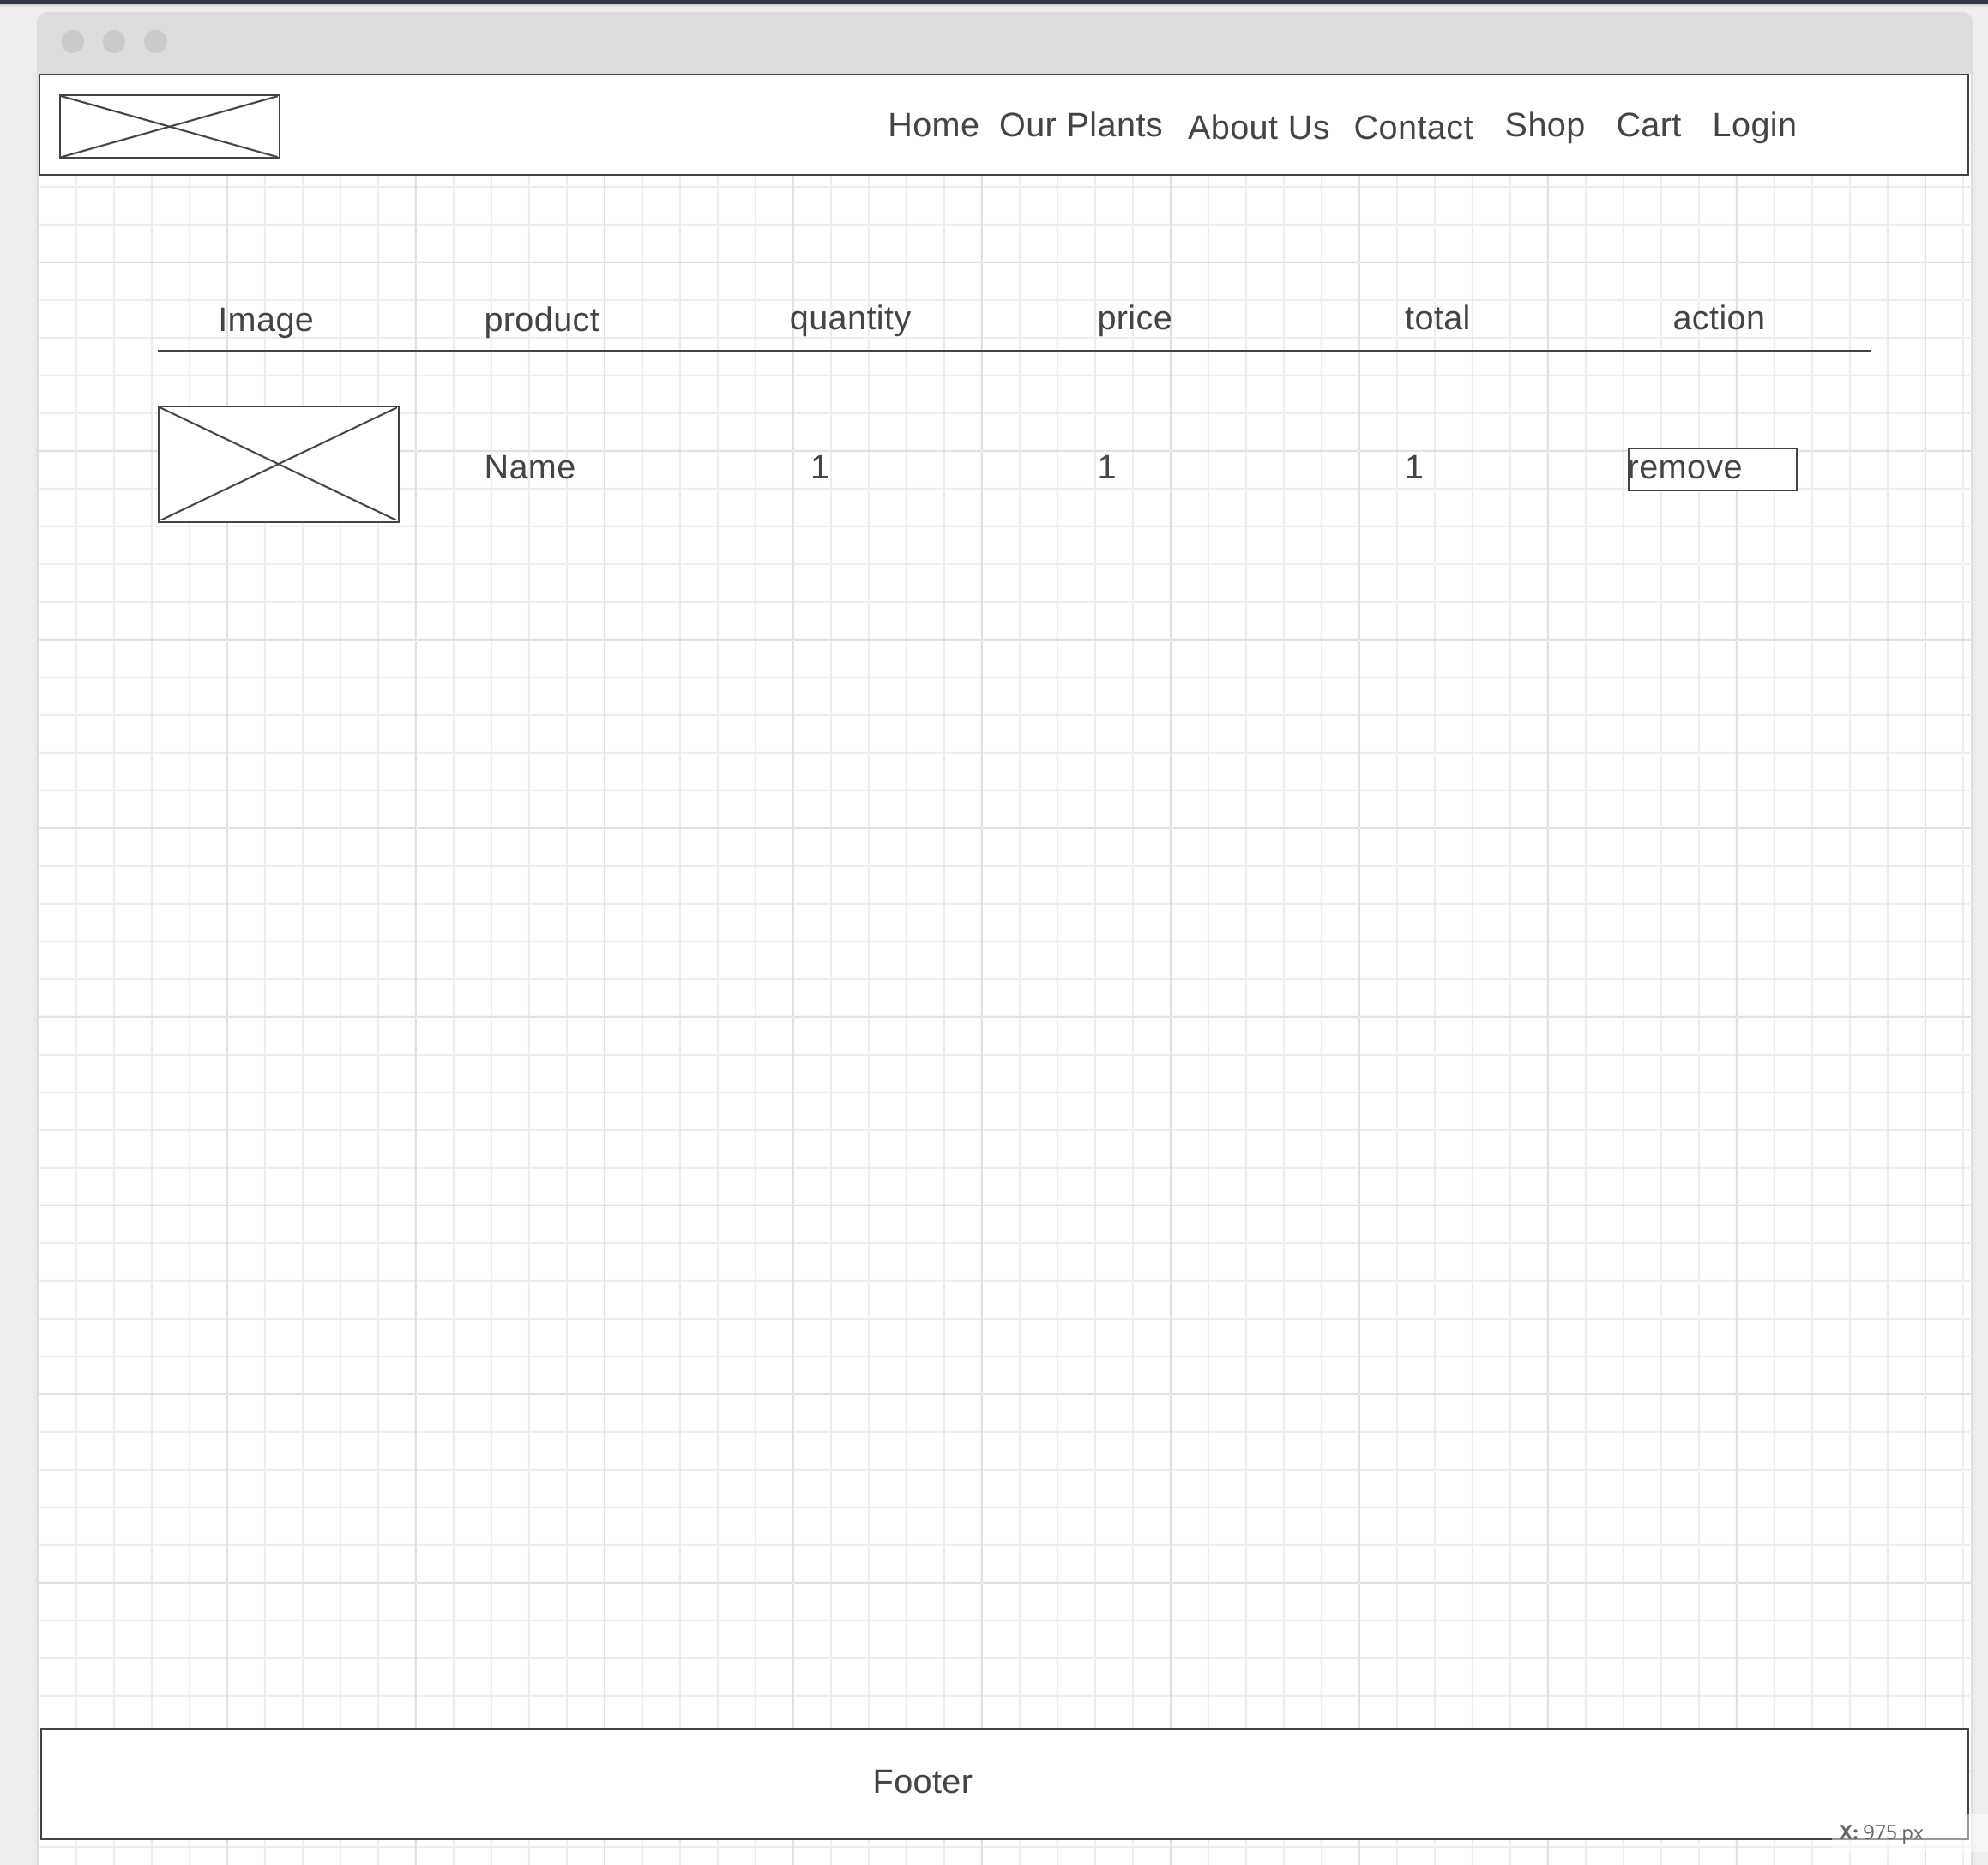 Home Our Plants About Us Contact Shop Cart Login
Image product quantity price total action
Name 1 1 1 remove
Footer
X: 975 px